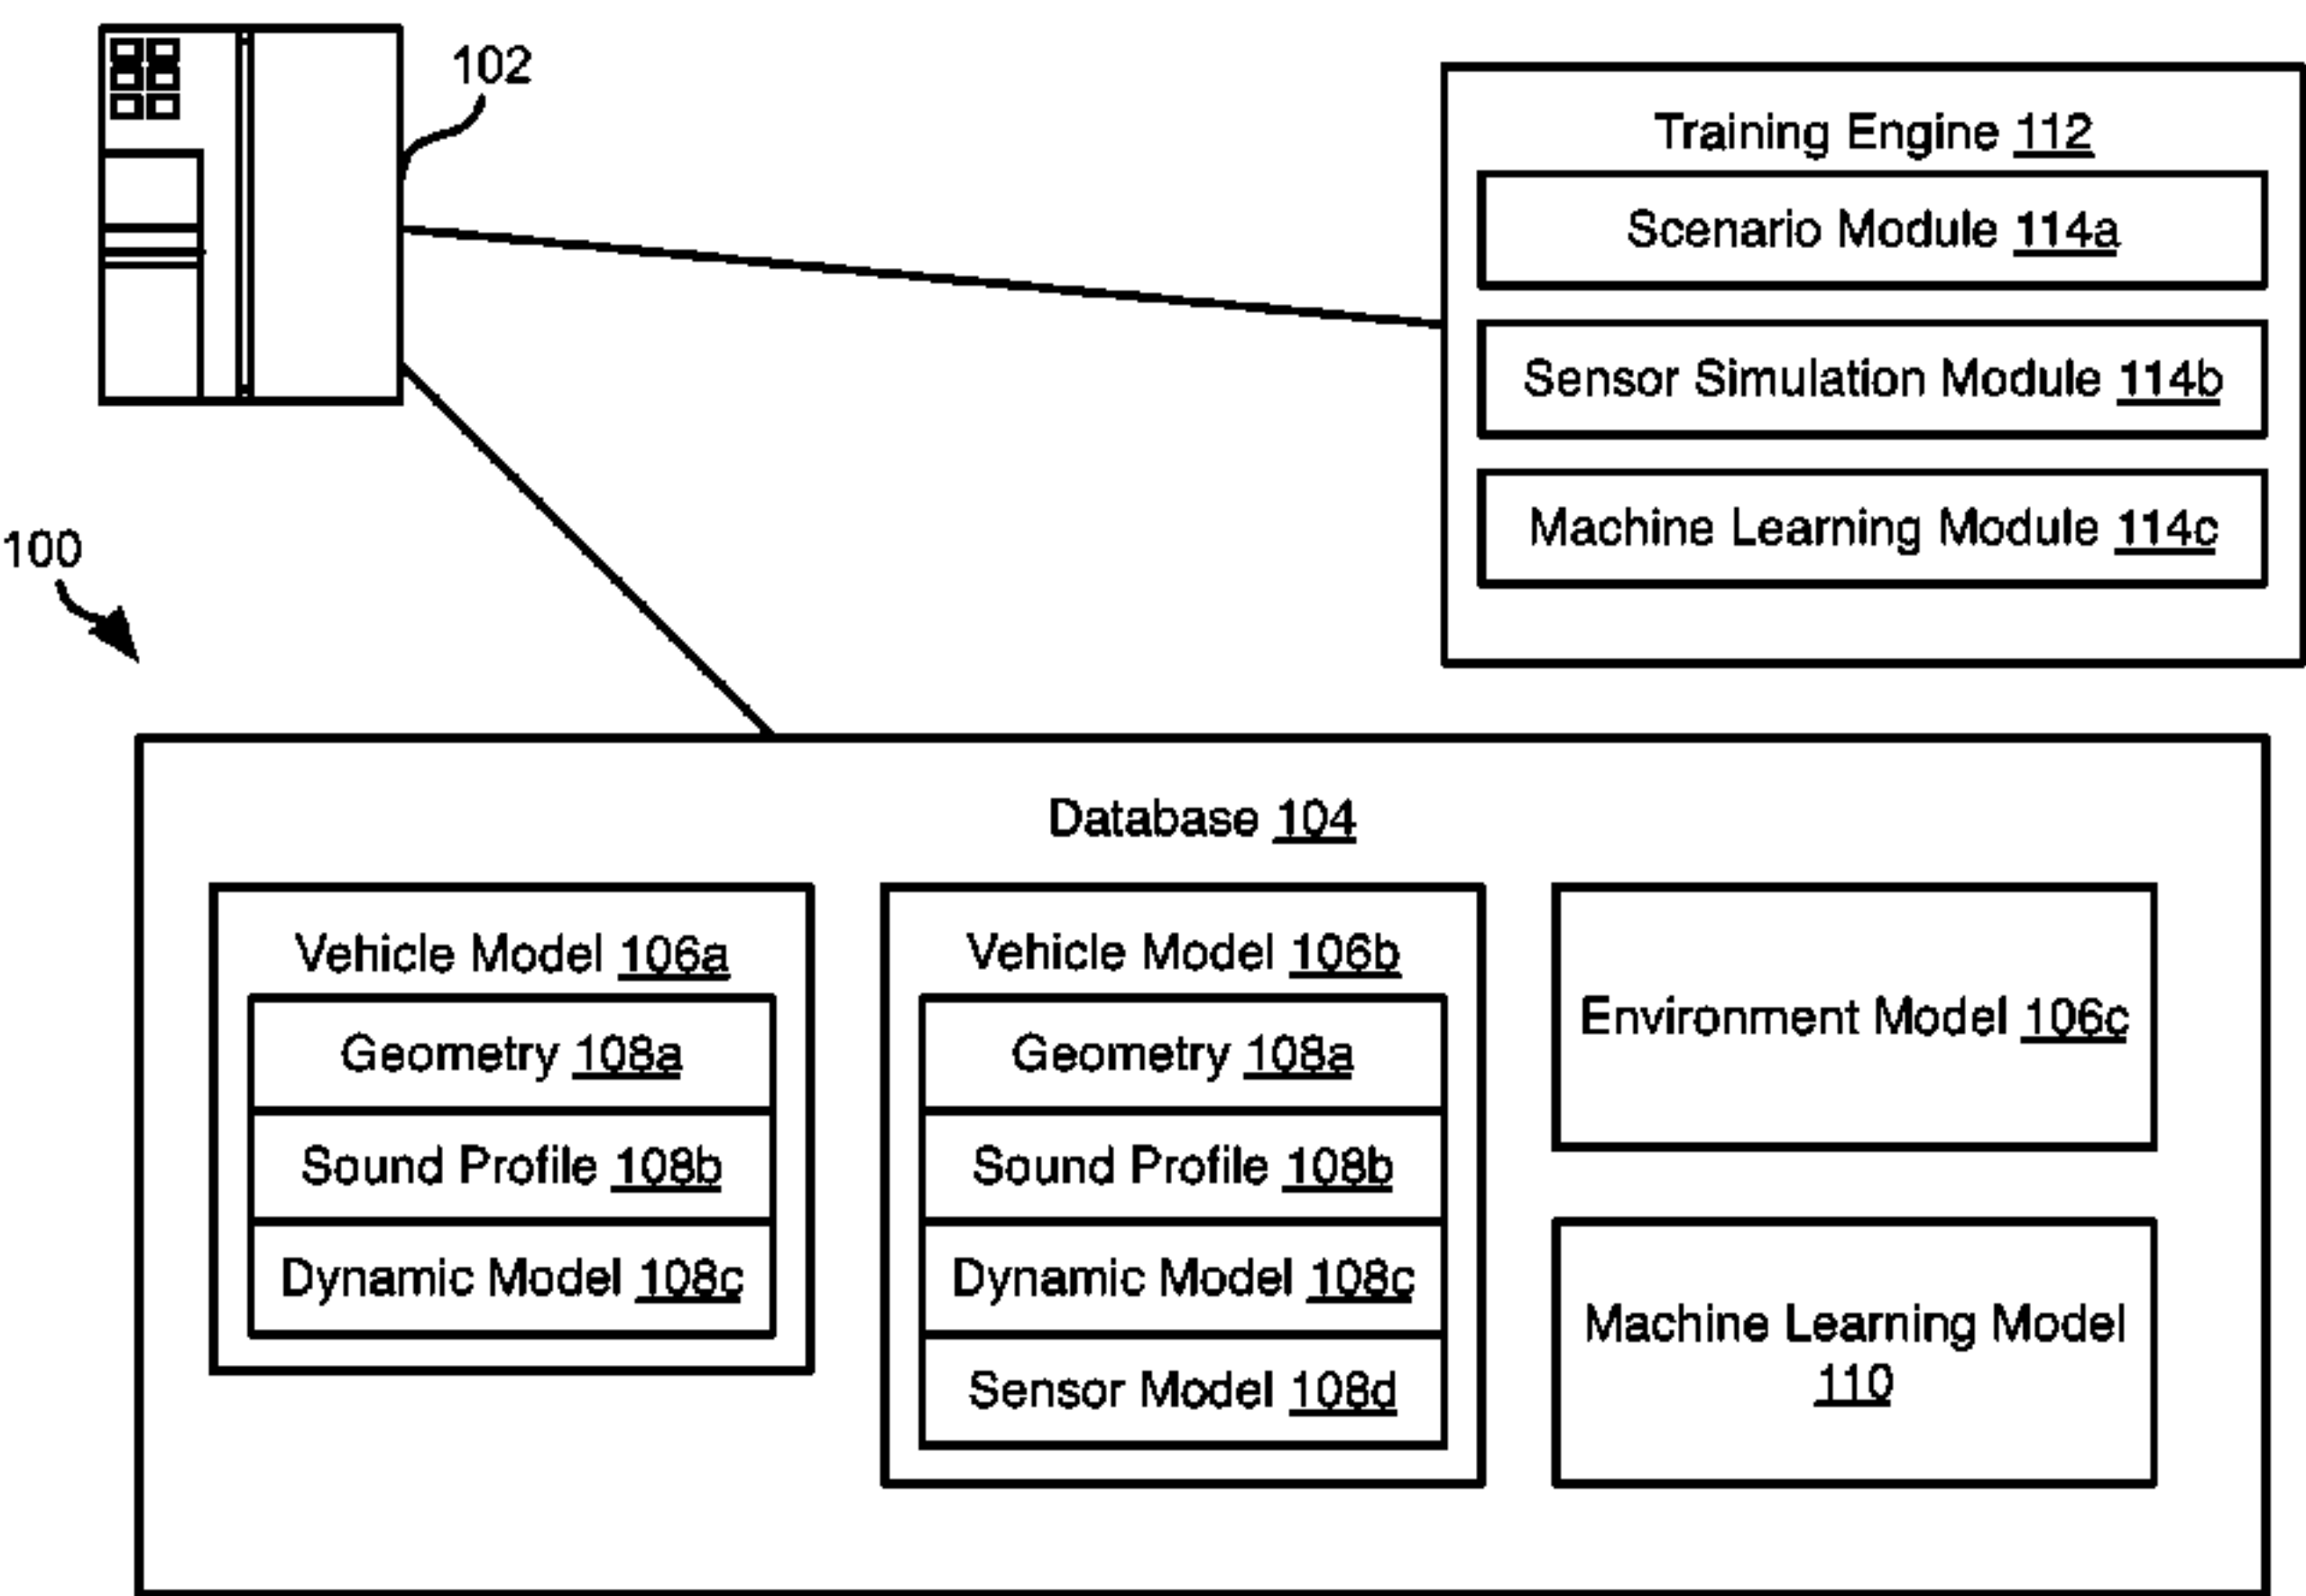 102
Training Engine 112
Scenario Module 114a
Sensor Simulation Module 114b
Machine Learning Module 114c
100
Database 104
Vehicle Model 106a
Geometry 108a
Sound Profile 108b
Dynamic Model 108c
Vehicle Model 106b
Geometry 108a
Sound Profile 108b
Dynamic Model 108c
Sensor Model 108d
Environment Model 106c
Machine Learning Model
110